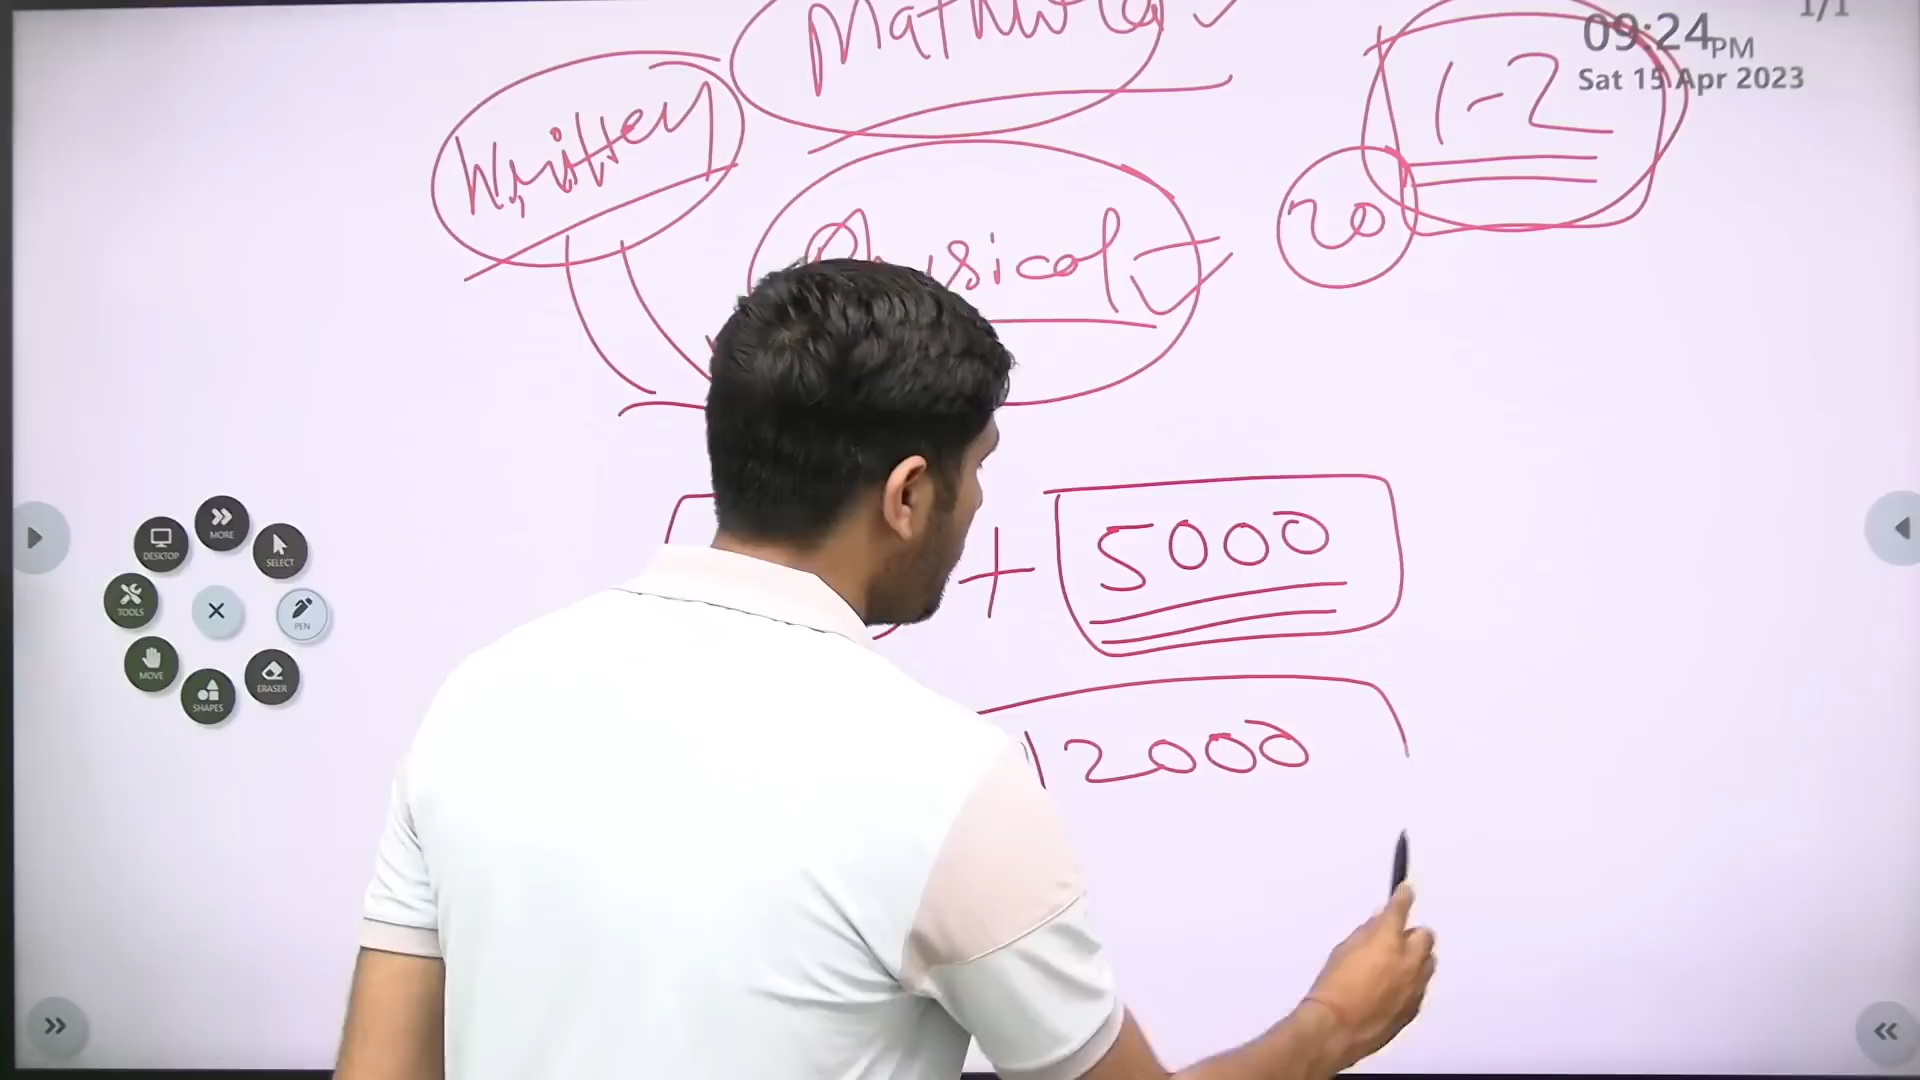 1/1
09:24PM
Sat 15 Apr 2023
Mathura
1-2
Written
20
Physical
+ 5000
12000
MORE
DESKTOP
SELECT
TOOLS
PEN
MOVE
ERASER
SHAPES